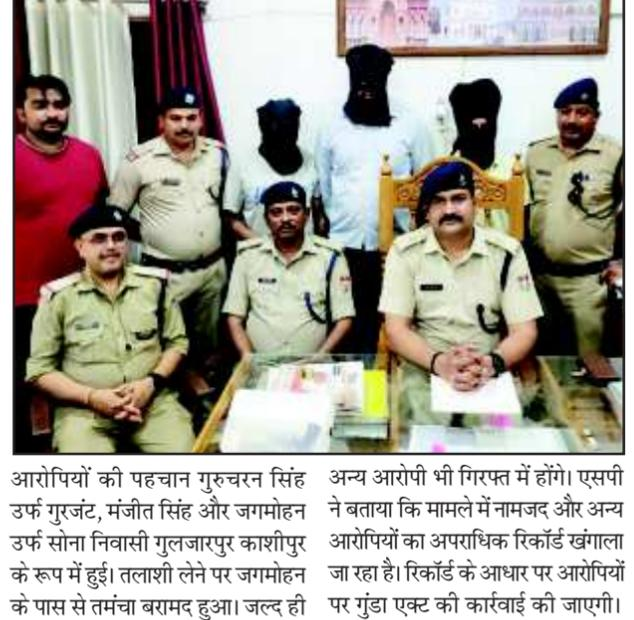 आरोपियों की पहचान गुरुचरन सिंह
उर्फ गुरजंट, मंजीत सिंह और जगमोहन
उर्फ सोना निवासी गुलजारपुर काशीपुर
के रूप में हुई। तलाशी लेने पर जगमोहन
के पास से तमंचा बरामद हुआ। जल्द ही
अन्य आरोपी भी गिरफ्त में होंगे। एसपी
ने बताया कि मामले में नामजद और अन्य
आरोपियों का अपराधिक रिकॉर्ड खंगाला
जा रहा है। रिकॉर्ड के आधार पर आरोपियों
पर गुंडा एक्ट की कार्रवाई की जाएगी।